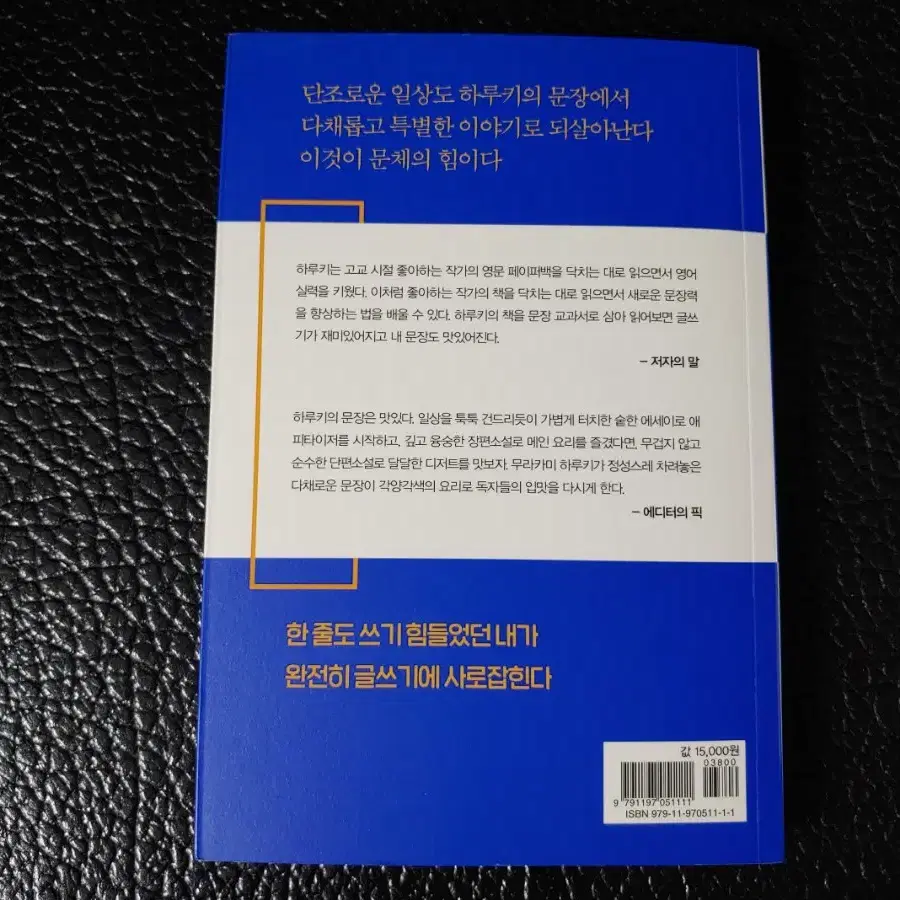 단조로운 일상도 하루키의 문장에서
다채롭고 특별한 이야기로 되살아난다
이것이 문체의 힘이다
하루키는 고교 시절 좋아하는 작가의 영문 페이퍼백을 닥치는 대로 읽으면서 영어
실력을 키웠다. 이처럼 좋아하는 작가의 책을 닥치는 대로 읽으면서 새로운 문장력
을 향상하는 법을 배울 수 있다. 하루키의 책을 문장 교과서로 삼아 읽어보면 글쓰
기가 재미있어지고 내 문장도 맛있어진다.
– 저자의 말
하루키의 문장은 맛있다. 일상을 툭툭 건드리듯이 가볍게 터치한 숱한 에세이로 애
피타이저를 시작하고, 깊고 융숭한 장편소설로 메인 요리를 즐겼다면, 무겁지 않고
순수한 단편소설로 달달한 디저트를 맛보자. 무라카미 하루키가 정성스레 차려놓은
다채로운 문장이 각양각색의 요리로 독자들의 입맛을 다시게 한다.
– 에디터의 픽
한 줄도 쓰기 힘들었던 내가
완전히 글쓰기에 사로잡힌다
값 15,000원
03800
9 791197 051111
ISBN 979-11-970511-1-1